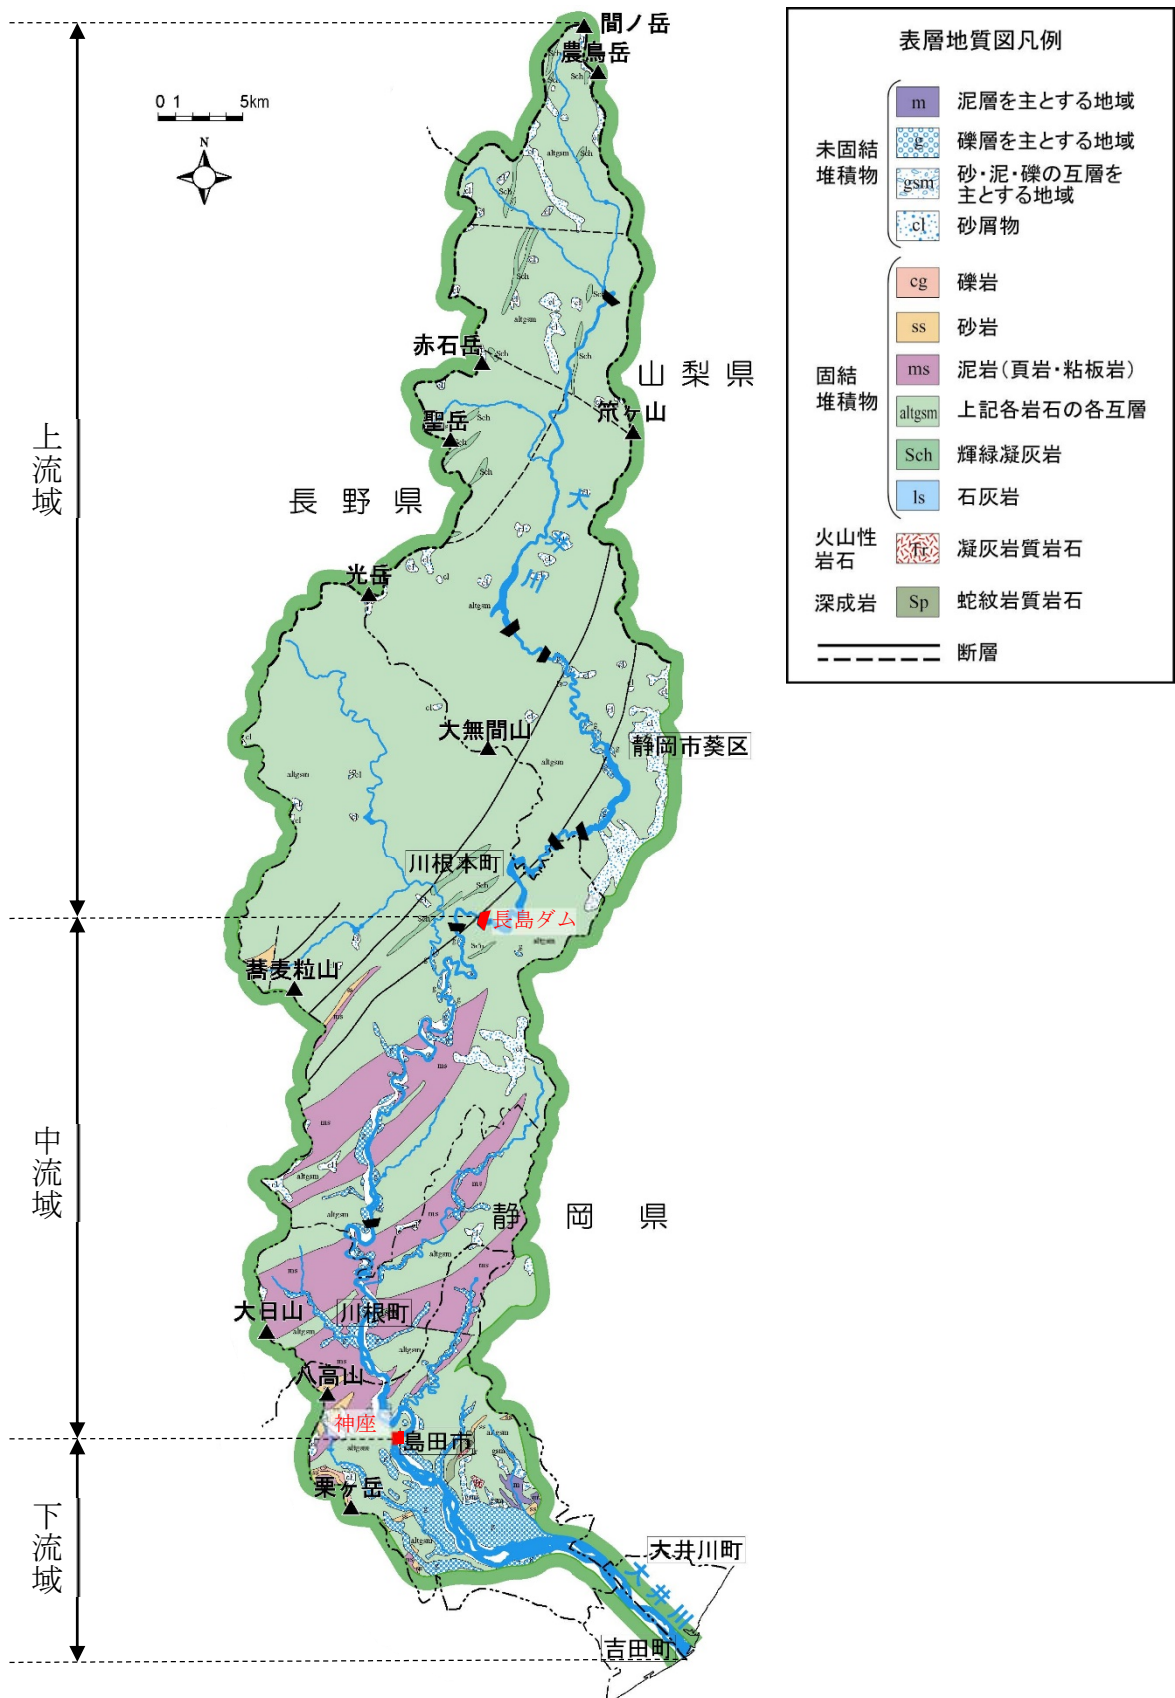 間ノ岳
農鳥岳
0 1 5km
N
赤石岳
聖岳
笊ヶ山
山梨県
長野県
大井川
光岳
大無間山
静岡市葵区
川根本町
長島ダム
蕎麦粒山
静岡県
大日山
川根町
八高山
神座
島田市
粟ヶ岳
大井川町
大井川
吉田町
上流域
中流域
下流域
altgsm
Sch
cl
ms
ss
g
gsm
m
表層地質図凡例
未固結
堆積物
m 泥層を主とする地域
g 礫層を主とする地域
gsm 砂・泥・礫の互層を
主とする地域
cl 砂屑物
固結
堆積物
cg 礫岩
ss 砂岩
ms 泥岩(頁岩・粘板岩)
altgsm 上記各岩石の各互層
Sch 輝緑凝灰岩
ls 石灰岩
火山性
岩石
Tr 凝灰岩質岩石
深成岩
Sp 蛇紋岩質岩石
断層